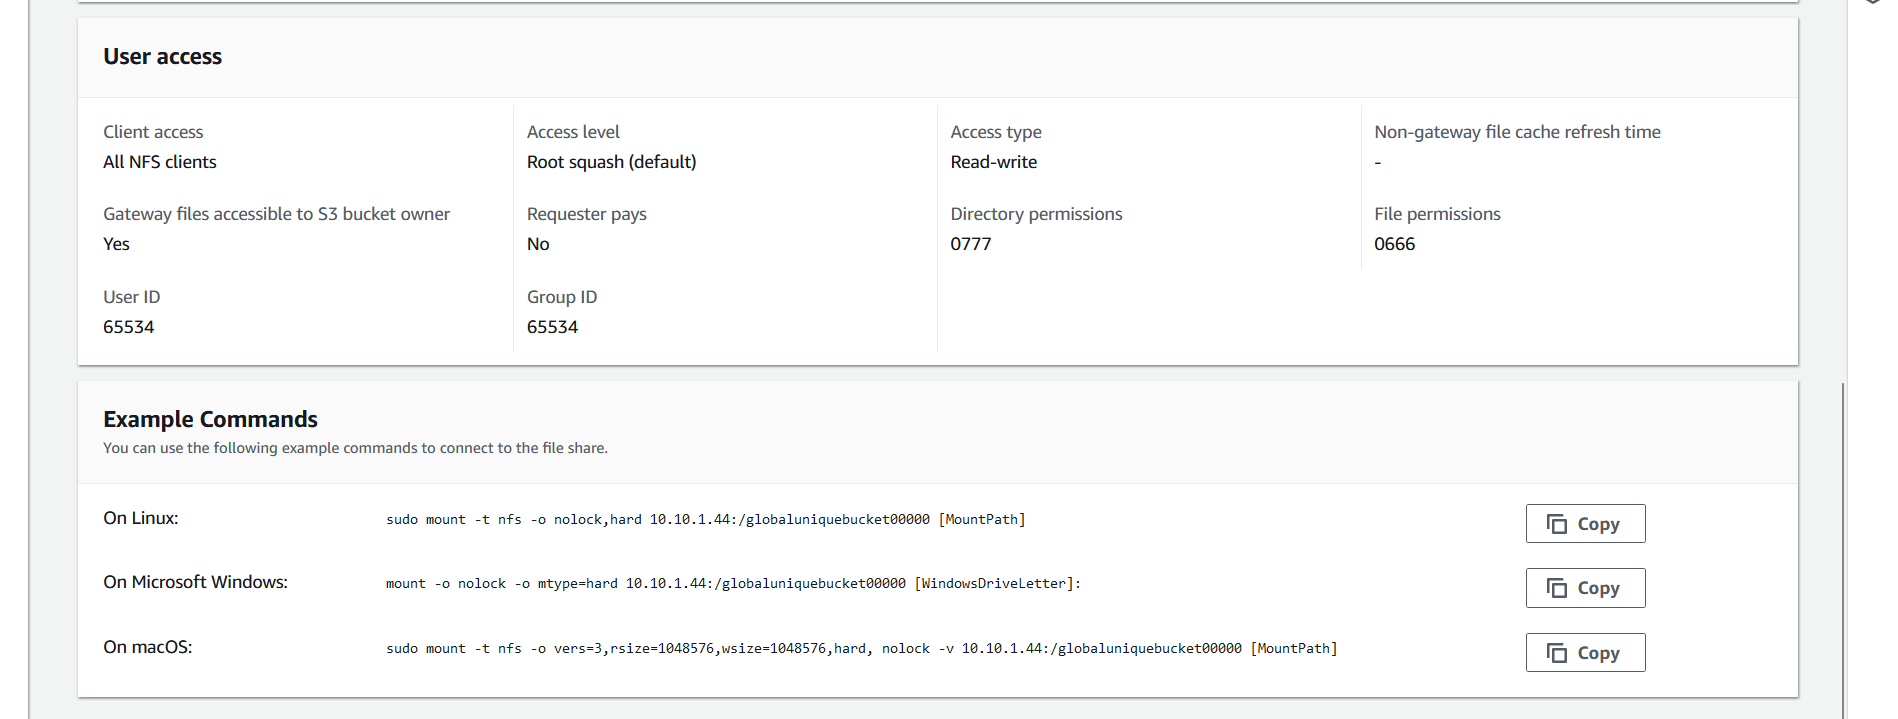 User access
Client access
All NFS clients
Access level
Root squash (default)
Access type
Read-write
Non-gateway file cache refresh time
-
Gateway files accessible to S3 bucket owner
Yes
Requester pays
No
Directory permissions
0777
File permissions
0666
User ID
65534
Group ID
65534
Example Commands
You can use the following example commands to connect to the file share.
On Linux:
sudo mount -t nfs -o nolock,hard 10.10.1.44:/globaluniquebucket00000 [MountPath]
Copy
On Microsoft Windows:
mount -o nolock -o mtype=hard 10.10.1.44:/globaluniquebucket00000 [WindowsDriveLetter]:
Copy
On macOS:
sudo mount -t nfs -o vers=3,rsize=1048576,wsize=1048576,hard, nolock -v 10.10.1.44:/globaluniquebucket00000 [MountPath]
Copy